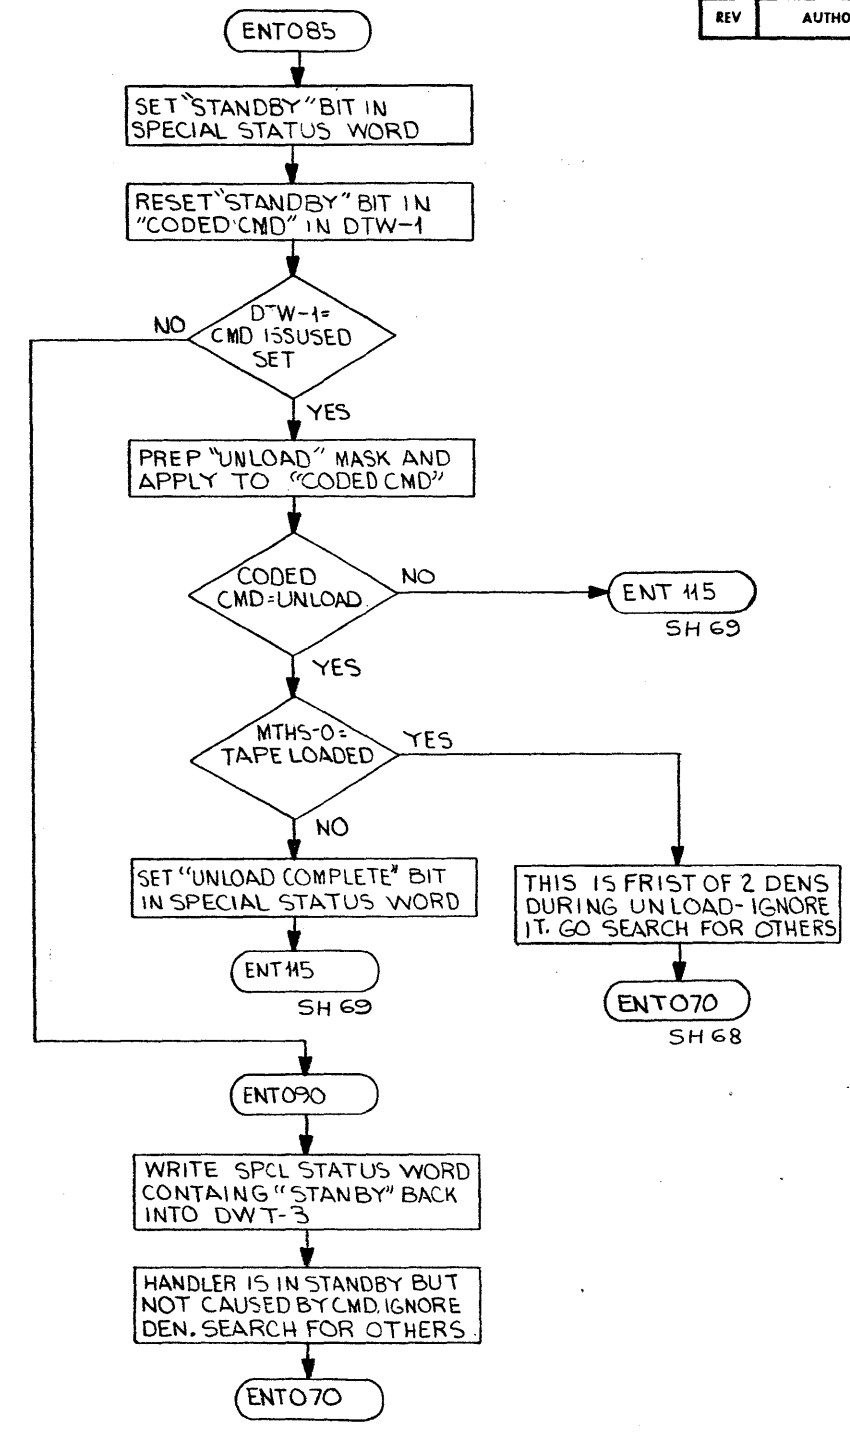 REV AUTHO
ENT085
SET "STANDBY" BIT IN
SPECIAL STATUS WORD
RESET "STANDBY" BIT IN
"CODED CMD" IN DTW-1
DTW-1=
CMD ISSUSED
SET
NO
YES
PREP "UNLOAD" MASK AND
APPLY TO "CODED CMD"
CODED
CMD=UNLOAD
NO
ENT 115
SH 69
YES
MTHS-0=
TAPE LOADED
YES
NO
SET "UNLOAD COMPLETE" BIT
IN SPECIAL STATUS WORD
THIS IS FRIST OF 2 DENS
DURING UNLOAD- IGNORE
IT. GO SEARCH FOR OTHERS
ENT115
SH 69
ENT070
SH 68
ENT090
WRITE SPCL STATUS WORD
CONTAING "STANBY" BACK
INTO DWT-3
HANDLER IS IN STANDBY BUT
NOT CAUSED BY CMD. IGNORE
DEN. SEARCH FOR OTHERS
ENT070